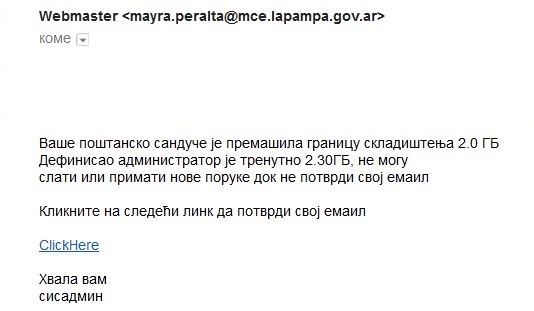 Webmaster <mayra.peralta@mce.lapampa.gov.ar>
коме
Ваше поштанско сандуче је премашила границу складиштења 2.0 ГБ
Дефинисао администратор је тренутно 2.30ГБ, не могу
слати или примати нове поруке док не потврди свој емаил
Кликните на следећи линк да потврди свој емаил
ClickHere
Хвала вам
сисадмин